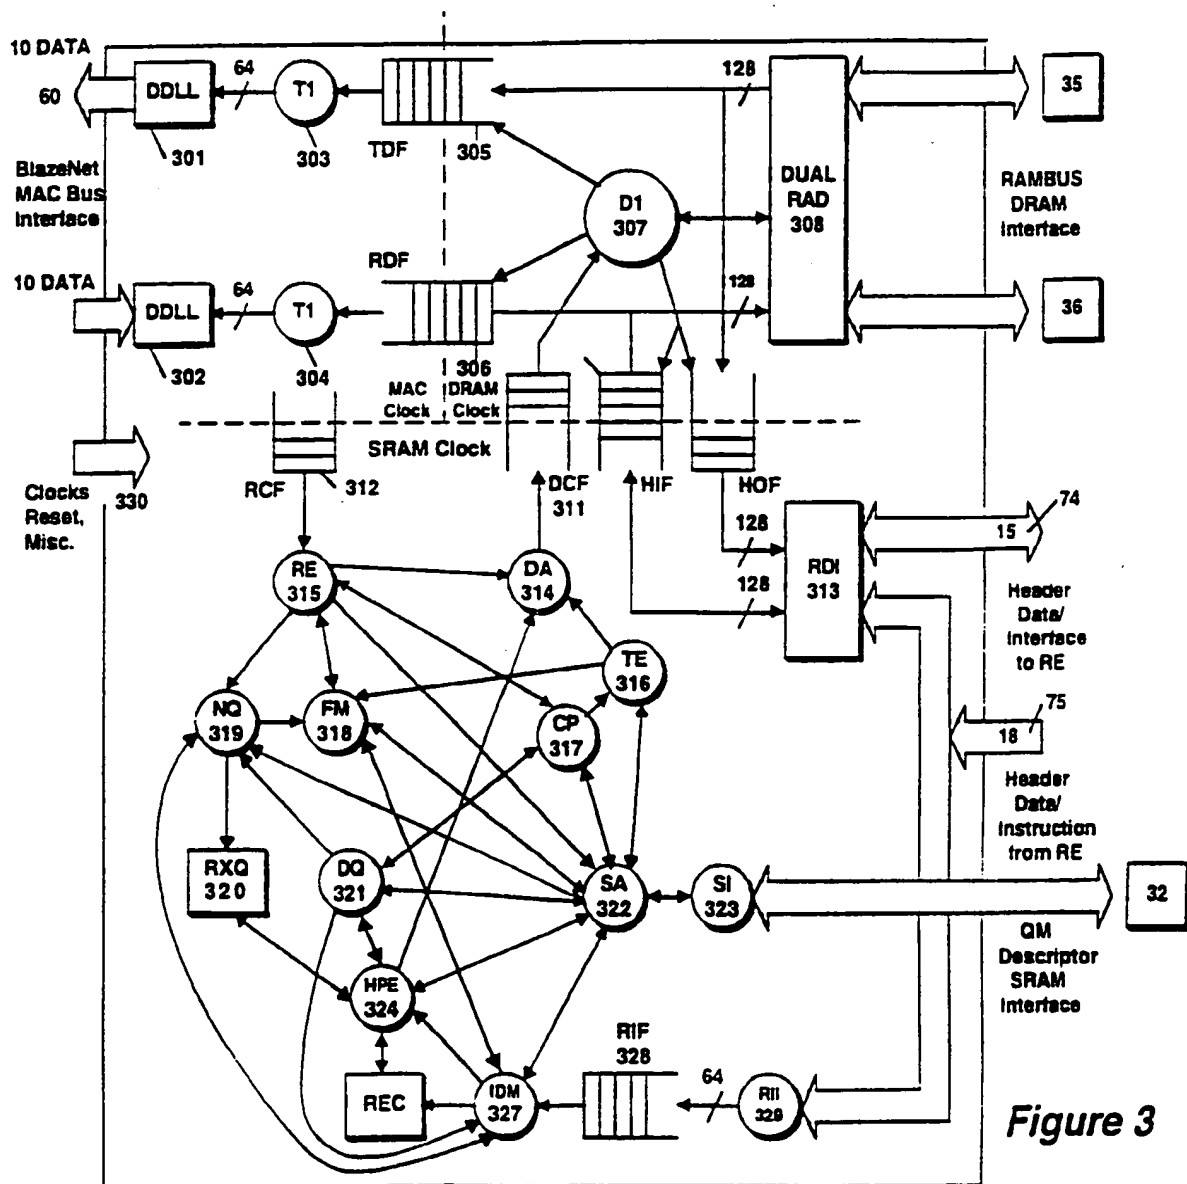 10 DATA
60
DDLL
301
64
T1
303
TDF
305
128
DUAL
RAD
308
35
BlazeNet
MAC Bus
Interface
D1
307
RAMBUS
DRAM
Interface
10 DATA
DDLL
302
64
T1
304
RDF
306
128
36
MAC
Clock
DRAM
Clock
SRAM Clock
Clocks
Reset,
Misc.
330
RCF
312
DCF
311
HIF
HOF
128
128
RDI
313
15
74
Header
Data/
Interface
to RE
RE
315
DA
314
TE
316
NQ
319
FM
318
CP
317
18
75
Header
Data/
Instruction
from RE
RXQ
320
DQ
321
SA
322
SI
323
32
QM
Descriptor
SRAM
Interface
HPE
324
REC
IDM
327
RIF
328
64
RII
329
Figure 3